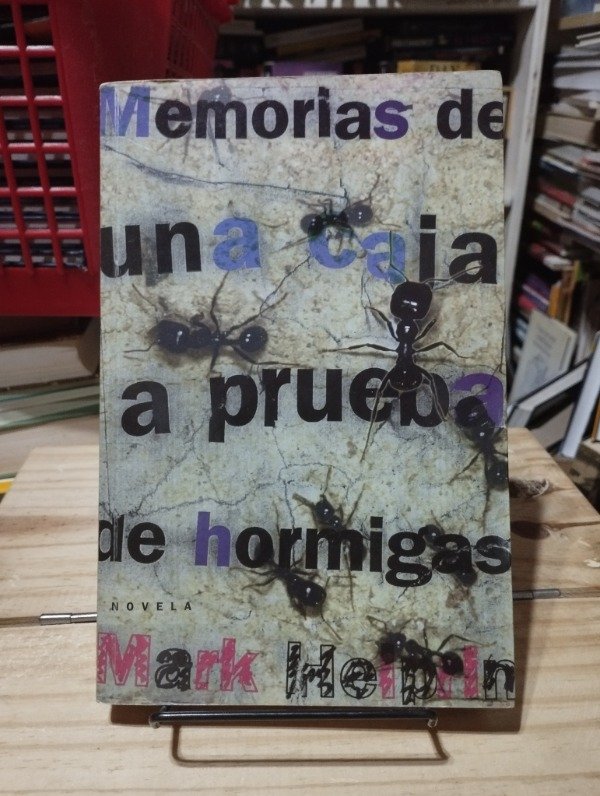 Memorias de
una caja
a prueba
de hormigas
NOVELA
Mark Helprin